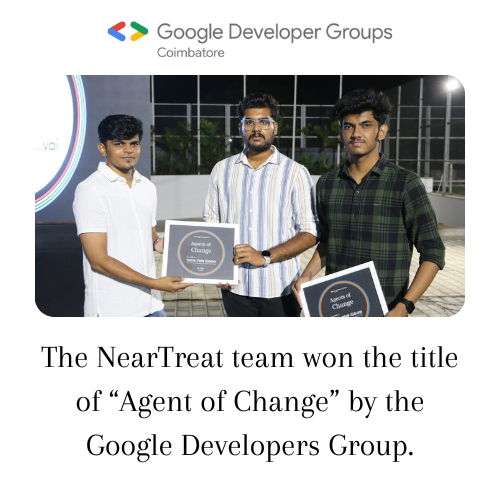 Google Developer Groups
Coimbatore
Agents of
Change
Agents of
Change
The NearTreat team won the title
of “Agent of Change” by the
Google Developers Group.